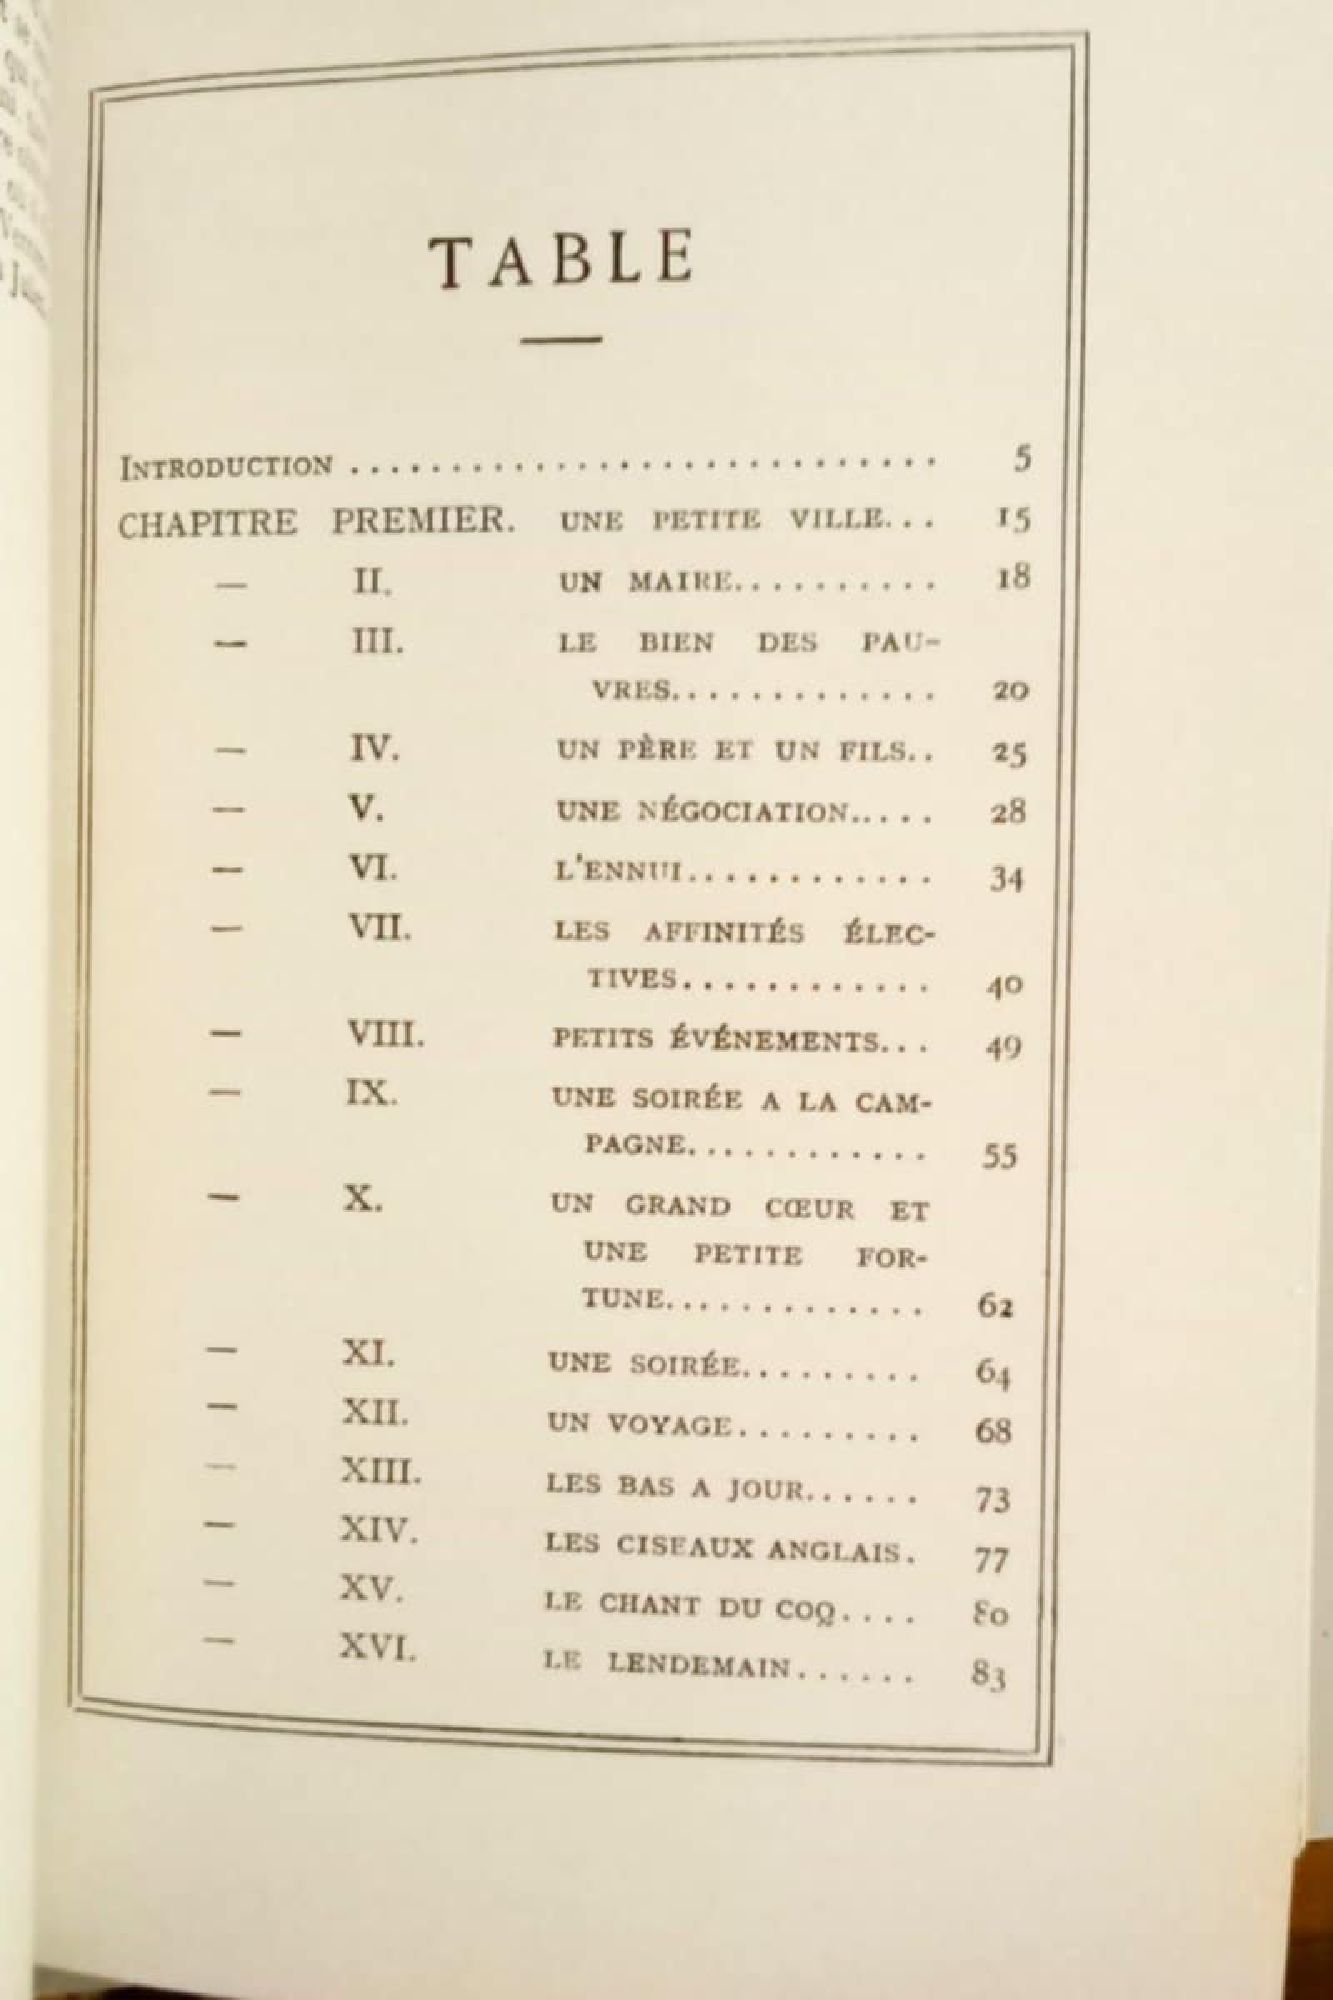 TABLE
INTRODUCTION ............................ 5
CHAPITRE PREMIER. UNE PETITE VILLE... 15
— II. UN MAIRE.......... 18
— III. LE BIEN DES PAU-
VRES............. 20
— IV. UN PÈRE ET UN FILS.. 25
— V. UNE NÉGOCIATION..... 28
— VI. L'ENNUI............ 34
— VII. LES AFFINITÉS ÉLEC-
TIVES............ 40
— VIII. PETITS ÉVÉNEMENTS... 49
— IX. UNE SOIRÉE A LA CAM-
PAGNE............ 55
— X. UN GRAND CŒUR ET
UNE PETITE FOR-
TUNE............. 62
— XI. UNE SOIRÉE......... 64
— XII. UN VOYAGE......... 68
— XIII. LES BAS A JOUR...... 73
— XIV. LES CISEAUX ANGLAIS. 77
— XV. LE CHANT DU COQ.... 80
— XVI. LE LENDEMAIN...... 83